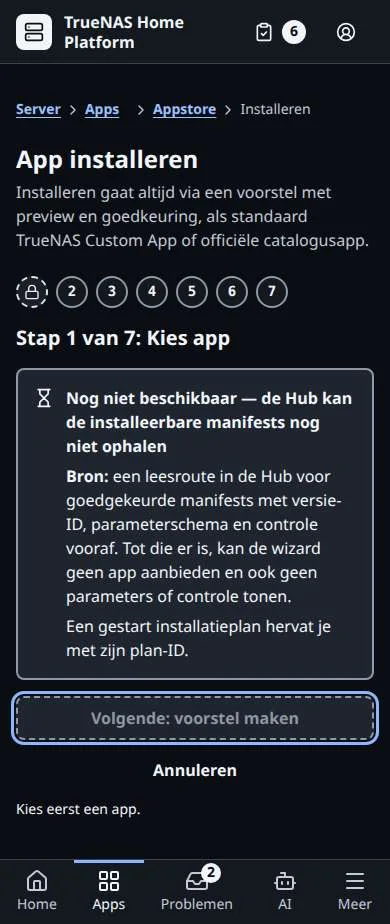 TrueNAS Home
Platform
6
Server > Apps > Appstore > Installeren
App installeren
Installeren gaat altijd via een voorstel met
preview en goedkeuring, als standaard
TrueNAS Custom App of officiële catalogusapp.
2 3 4 5 6 7
Stap 1 van 7: Kies app
Nog niet beschikbaar — de Hub kan
de installeerbare manifests nog
niet ophalen
Bron: een leesroute in de Hub voor
goedgekeurde manifests met versie-
ID, parameterschema en controle
vooraf. Tot die er is, kan de wizard
geen app aanbieden en ook geen
parameters of controle tonen.
Een gestart installatieplan hervat je
met zijn plan-ID.
Volgende: voorstel maken
Annuleren
Kies eerst een app.
2
Home Apps Problemen AI Meer